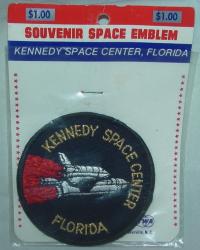 $1.00 $1.00
SOUVENIR SPACE EMBLEM
KENNEDY SPACE CENTER, FLORIDA
KENNEDY SPACE CENTER
FLORIDA